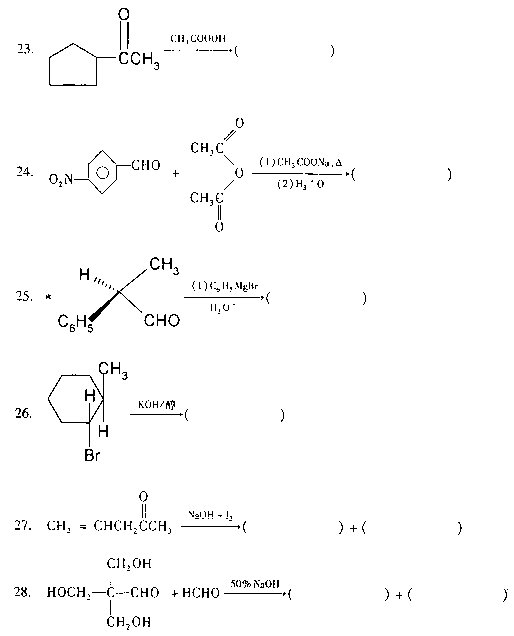 O
23. CCH₃ CH₃COOOH ( )
O
CH₃C
24. O₂N CHO + O (1)CH₃COONa,Δ (2)H₃⁺O ( )
CH₃C
O
25. * H CH₃ C₆H₅ CHO (1)C₆H₅MgBr H₃O⁺ ( )
CH₃
26. H H Br KOH/醇 ( )
O
27. CH₂ = CHCH₂CCH₃ NaOH + I₂ ( ) + ( )
CH₂OH
28. HOCH₂ C CHO + HCHO 50% NaOH ( ) + ( )
CH₂OH